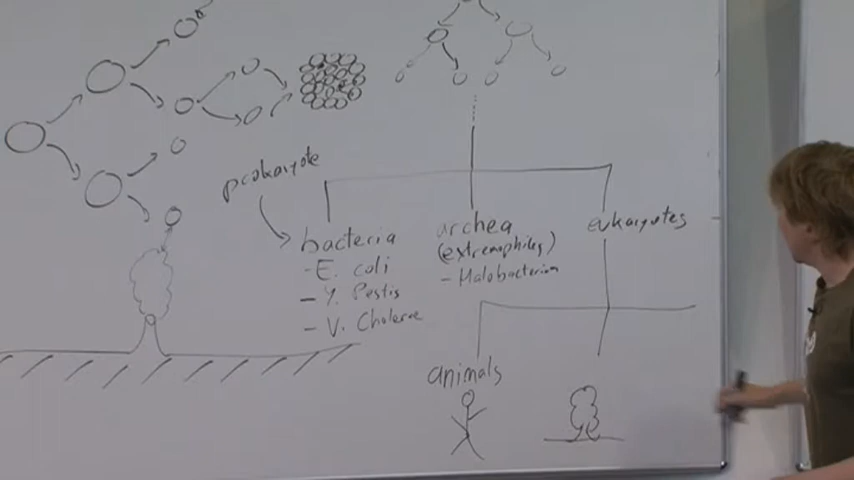 prokaryote
bacteria
- E. coli
- Y. Pestis
- V. Cholerae
archea
(extremophiles)
- Halobacterium
eukaryotes
animals